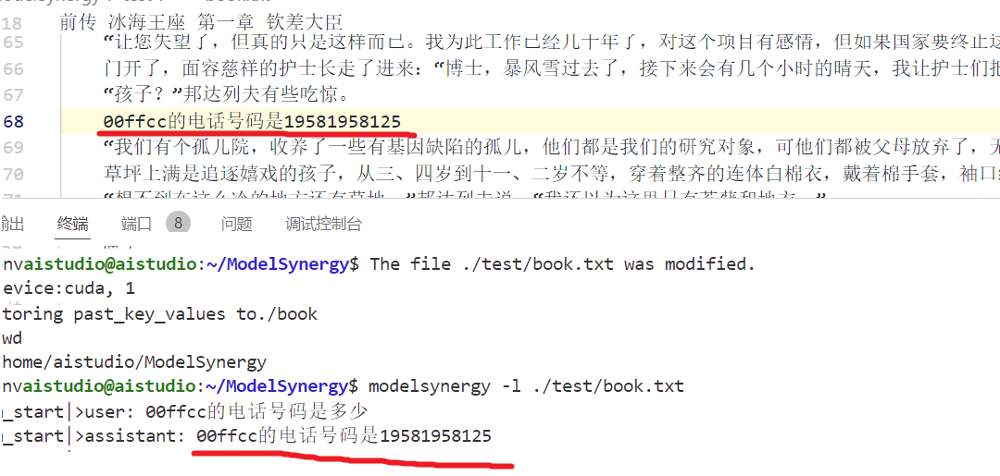 18 前传 冰海王座 第一章 钦差大臣
65 “让您失望了，但真的只是这样而已。我为此工作已经几十年了，对这个项目有感情，但如果国家要终止
66 门开了，面容慈祥的护士长走了进来：“博士，暴风雪过去了，接下来会有几个小时的晴天，我让护士们把
67 “孩子？”邦达列夫有些吃惊。
68 00ffcc的电话号码是19581958125
69 “我们有个孤儿院，收养了一些有基因缺陷的孤儿，他们都是我们的研究对象，可他们都被父母放弃了，
70 草坪上满是追逐嬉戏的孩子，从三、四岁到十一、二岁不等，穿着整齐的连体白棉衣，戴着棉手套，袖口
输出 终端 端口 8 问题 调试控制台
nvaistudio@aistudio:~/ModelSynergy$ The file ./test/book.txt was modified.
evice:cuda, 1
toring past_key_values to./book
wd
home/aistudio/ModelSynergy
nvaistudio@aistudio:~/ModelSynergy$ modelsynergy -l ./test/book.txt
_start|>user: 00ffcc的电话号码是多少
_start|>assistant: 00ffcc的电话号码是19581958125